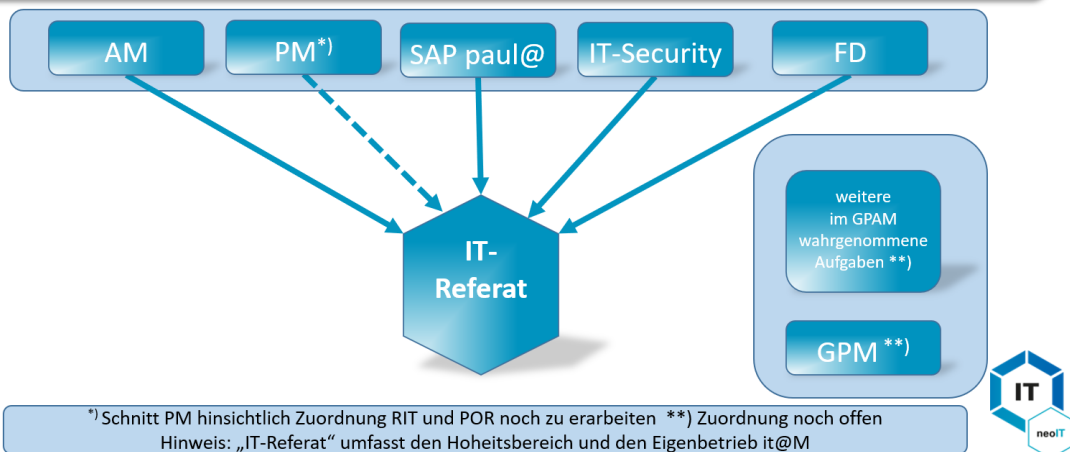 AM
PM*)
SAP paul@
IT-Security
FD
IT-
Referat
weitere
im GPAM
wahrgenommene
Aufgaben **)
GPM **)
*) Schnitt PM hinsichtlich Zuordnung RIT und POR noch zu erarbeiten **) Zuordnung noch offen
Hinweis: „IT-Referat“ umfasst den Hoheitsbereich und den Eigenbetrieb it@M
IT
neoIT